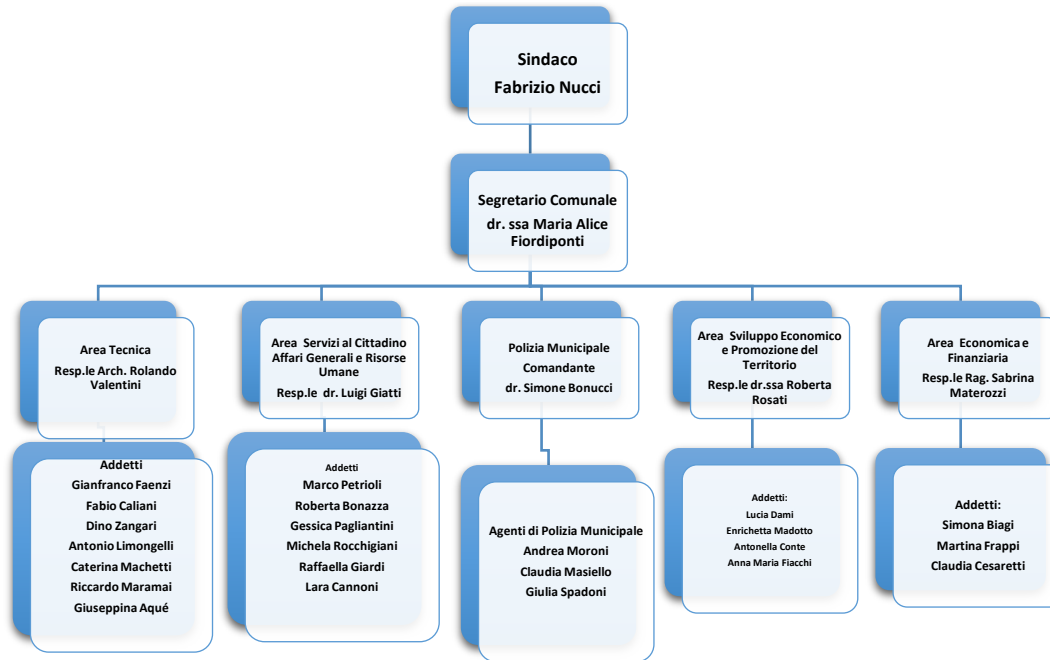 Sindaco
Fabrizio Nucci
Segretario Comunale
dr. ssa Maria Alice
Fiordiponti
Area Tecnica
Resp.le Arch. Rolando
Valentini
Area Servizi al Cittadino
Affari Generali e Risorse
Umane
Resp.le dr. Luigi Giatti
Polizia Municipale
Comandante
dr. Simone Bonucci
Area Sviluppo Economico
e Promozione del
Territorio
Resp.le dr.ssa Roberta
Rosati
Area Economica e
Finanziaria
Resp.le Rag. Sabrina
Materozzi
Addetti
Gianfranco Faenzi
Fabio Caliani
Dino Zangari
Antonio Limongelli
Caterina Machetti
Riccardo Maramai
Giuseppina Aqué
Addetti
Marco Petrioli
Roberta Bonazza
Gessica Pagliantini
Michela Rocchigiani
Raffaella Giardi
Lara Cannoni
Agenti di Polizia Municipale
Andrea Moroni
Claudia Masiello
Giulia Spadoni
Addetti:
Lucia Dami
Enrichetta Madotto
Antonella Conte
Anna Maria Fiacchi
Addetti:
Simona Biagi
Martina Frappi
Claudia Cesaretti